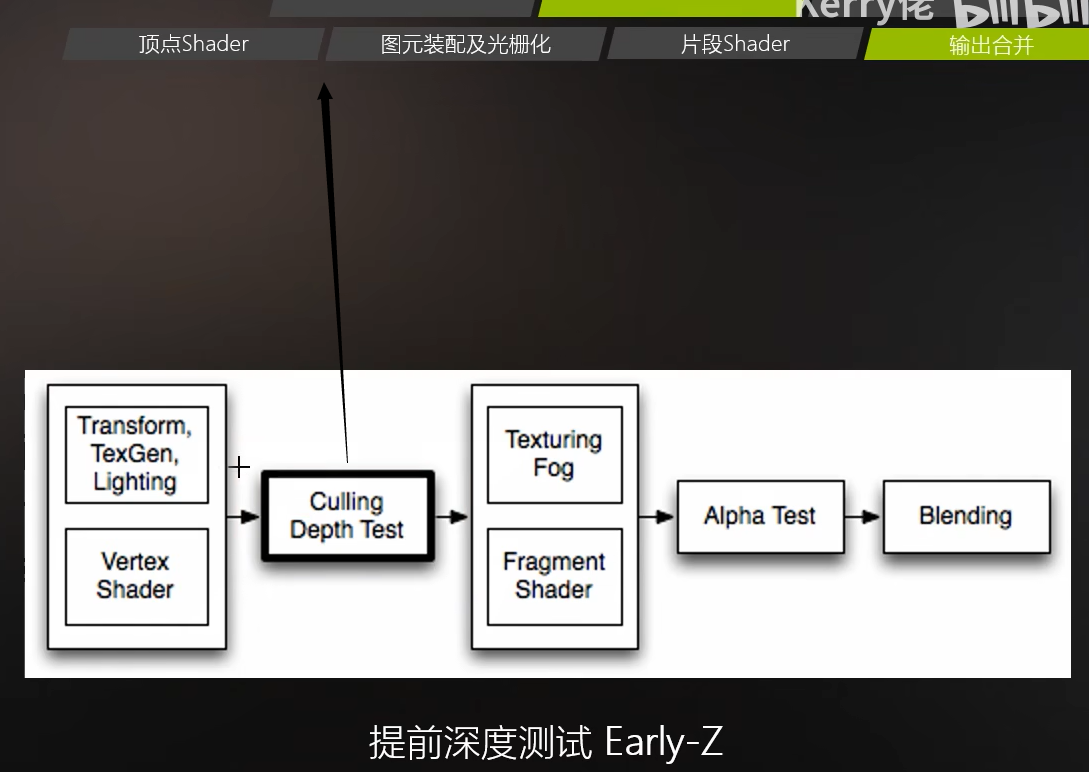 Kerry佬 bilibili
顶点Shader
图元装配及光栅化
片段Shader
输出合并
Transform,
TexGen,
Lighting
Vertex
Shader
Culling
Depth Test
Texturing
Fog
Fragment
Shader
Alpha Test
Blending
提前深度测试 Early-Z